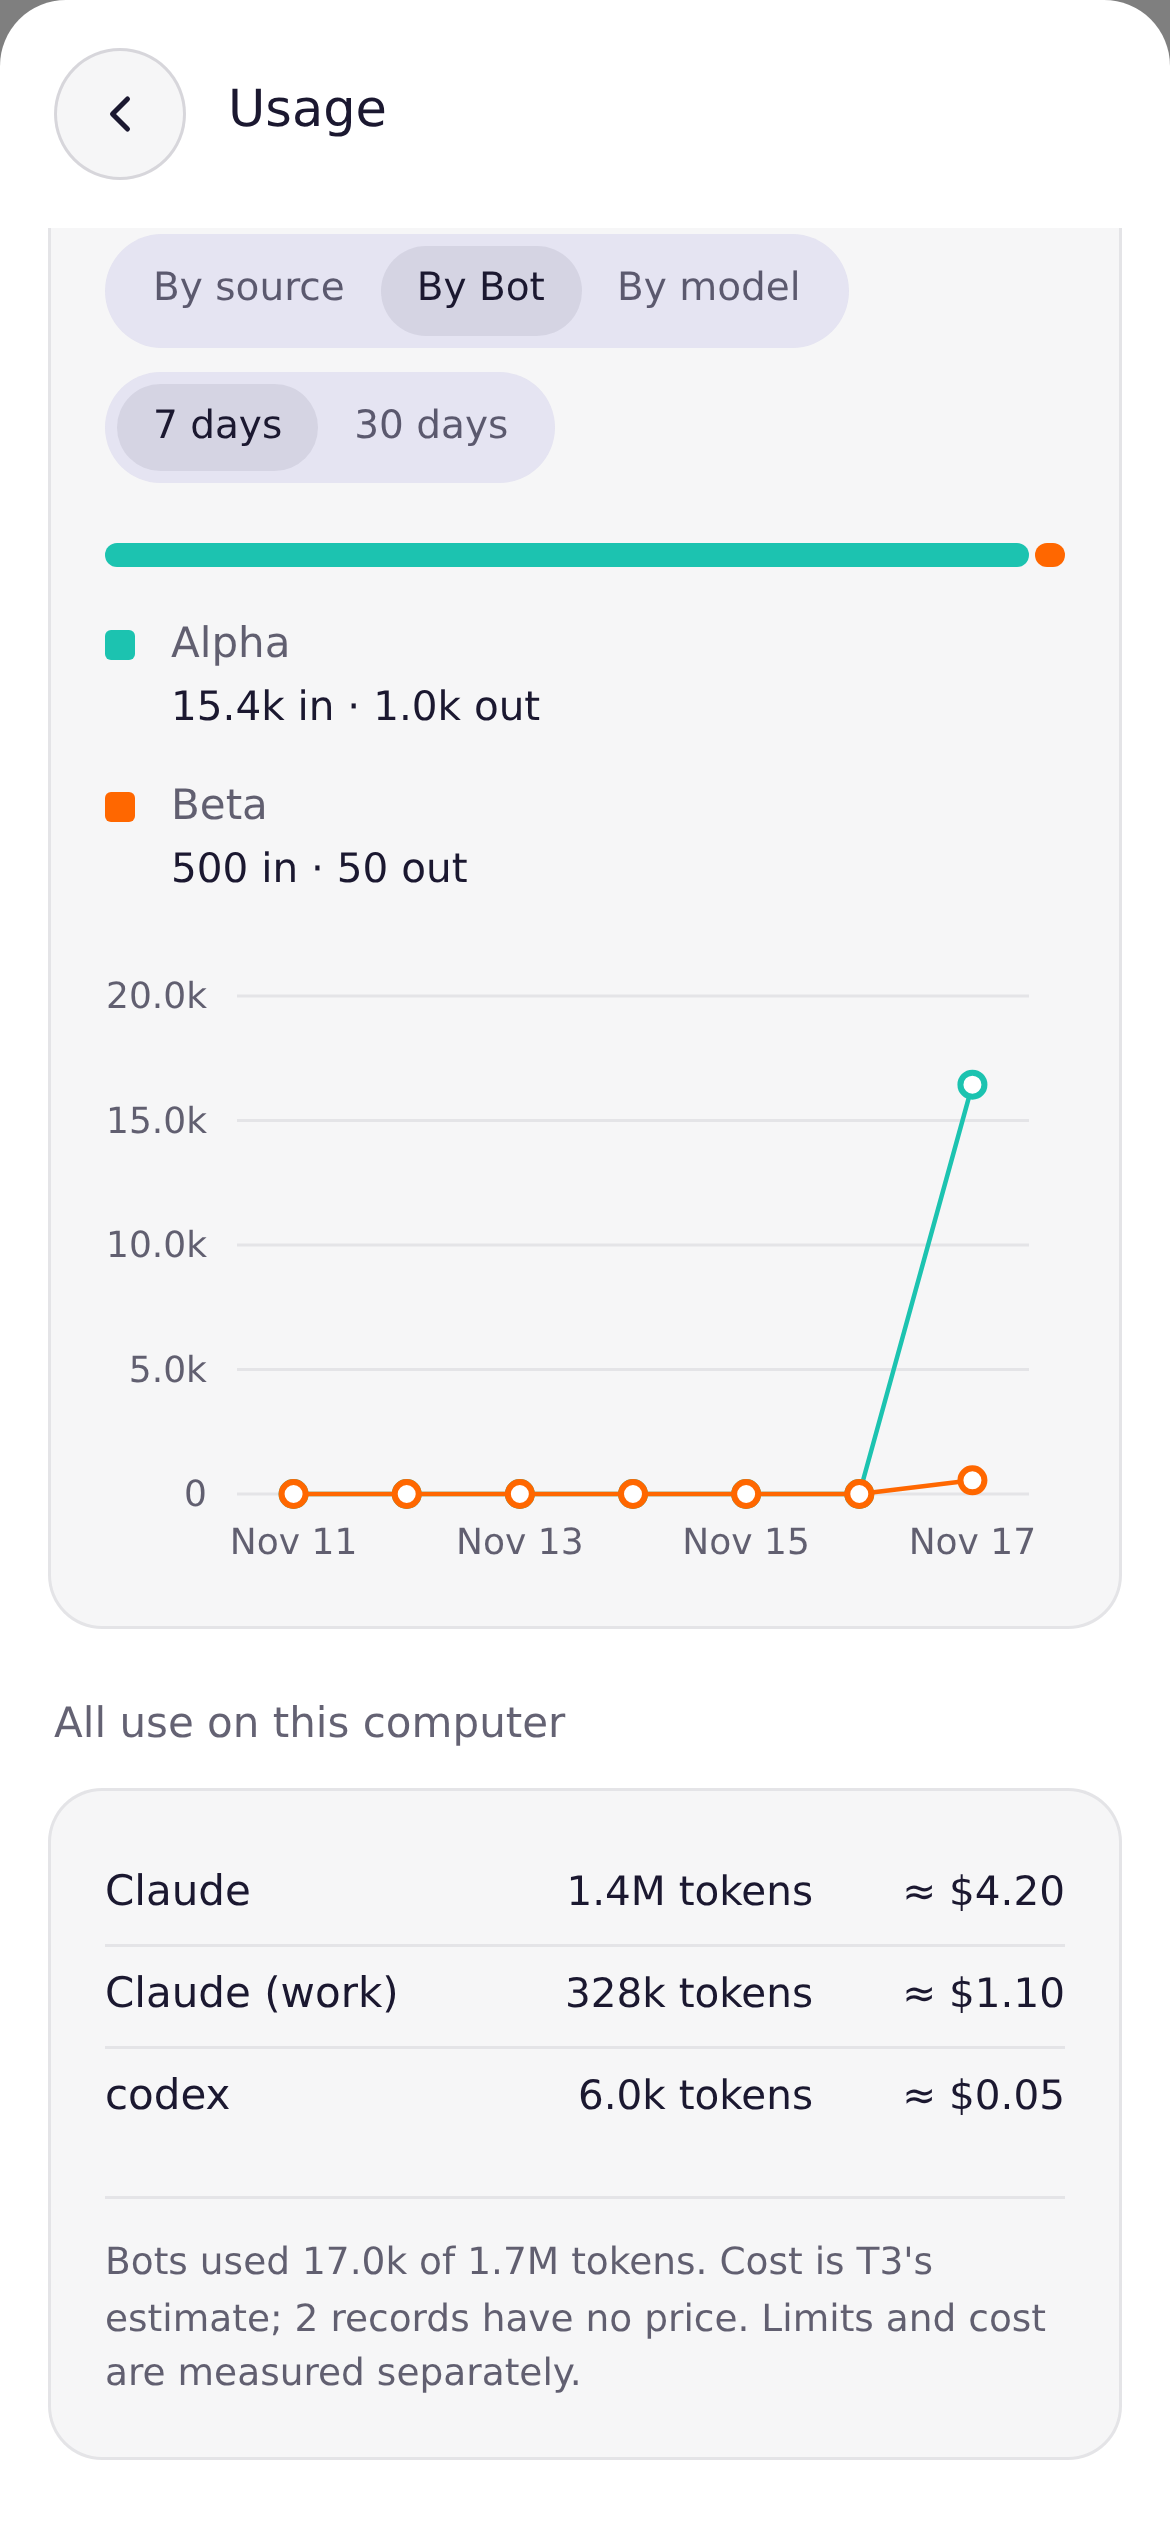 Usage
By source By Bot By model
7 days 30 days
Alpha
15.4k in · 1.0k out
Beta
500 in · 50 out
20.0k
15.0k
10.0k
5.0k
0
Nov 11 Nov 13 Nov 15 Nov 17
All use on this computer
Claude 1.4M tokens ≈ $4.20
Claude (work) 328k tokens ≈ $1.10
codex 6.0k tokens ≈ $0.05
Bots used 17.0k of 1.7M tokens. Cost is T3's
estimate; 2 records have no price. Limits and cost
are measured separately.